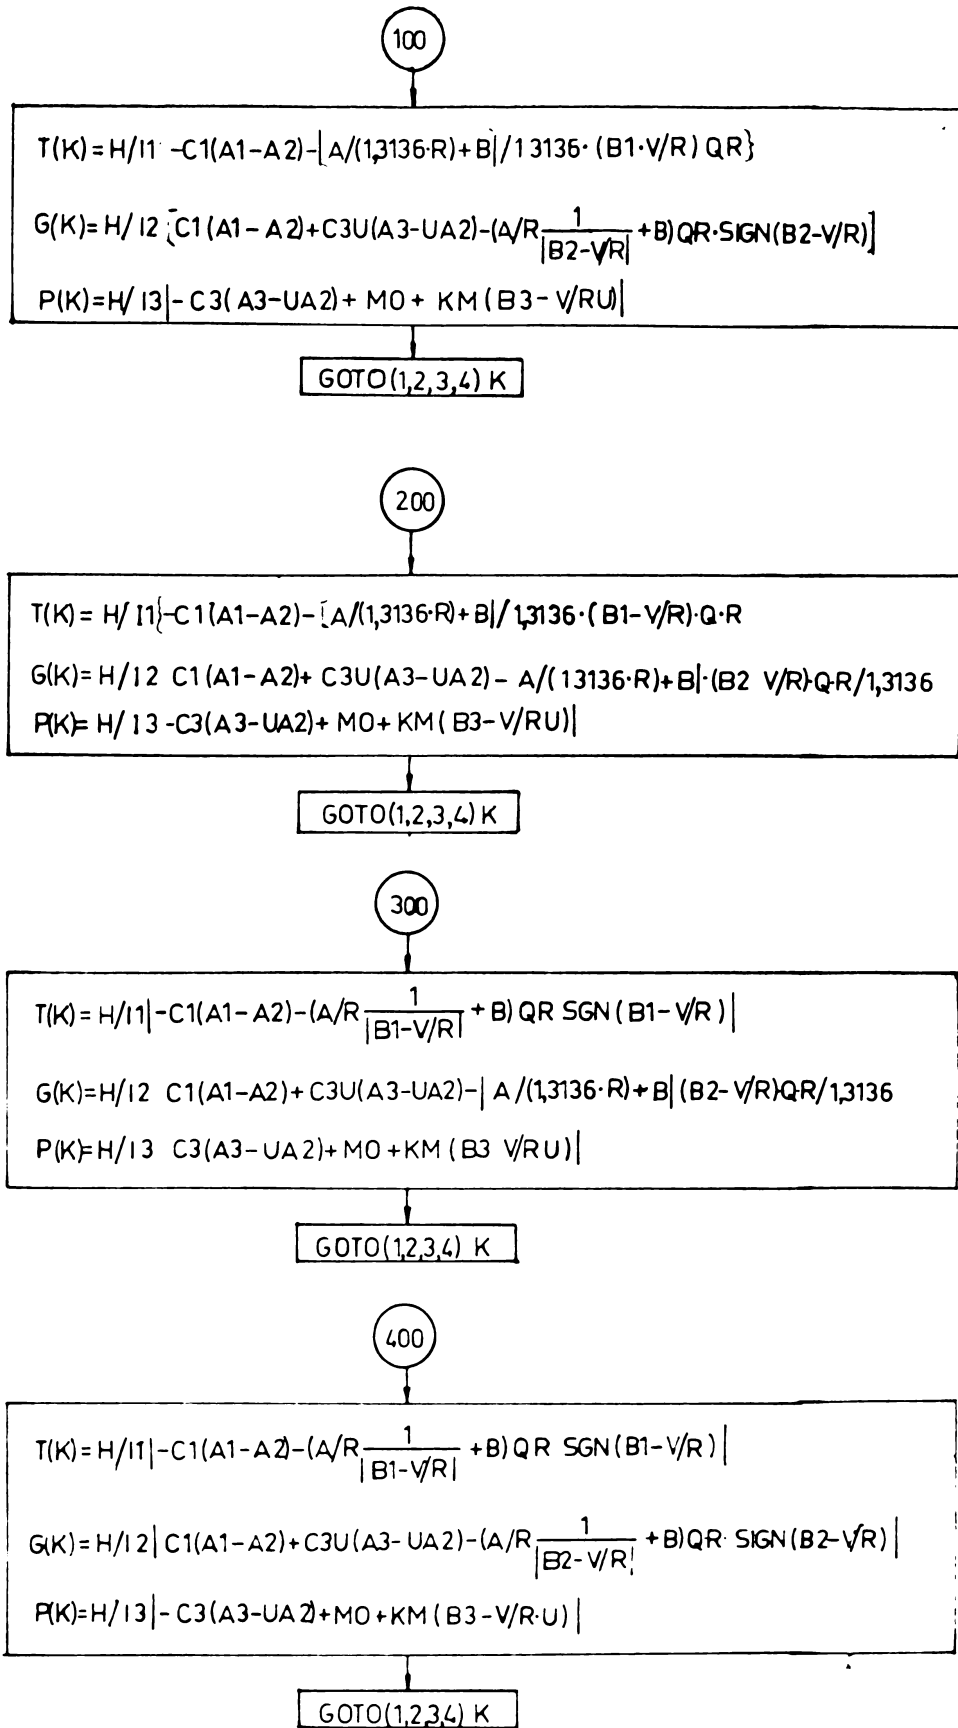 100
T(K)=H/I1 -C1(A1-A2)-[A/(1,3136·R)+B]/13136·(B1·V/R) QR}
G(K)=H/I2 [C1(A1-A2)+C3U(A3-UA2)-(A/R 1/|B2-V/R| +B)QR·SIGN(B2-V/R)]
P(K)=H/I3|-C3(A3-UA2)+MO+KM(B3-V/RU)|
GOTO(1,2,3,4) K
200
T(K)=H/I1{-C1(A1-A2)-[A/(1,3136·R)+B|/1,3136·(B1-V/R)·Q·R
G(K)=H/I2 C1(A1-A2)+C3U(A3-UA2)-A/(13136·R)+B|·(B2 V/R)·Q·R/1,3136
P(K)=H/I3 -C3(A3-UA2)+MO+KM(B3-V/RU)|
GOTO(1,2,3,4) K
300
T(K)=H/I1|-C1(A1-A2)-(A/R 1/|B1-V/R| +B)QR SGN(B1-V/R)|
G(K)=H/I2 C1(A1-A2)+C3U(A3-UA2)-|A/(1,3136·R)+B|(B2-V/R)·QR/1,3136
P(K)=H/I3 C3(A3-UA2)+MO+KM(B3 V/RU)|
GOTO(1,2,3,4) K
400
T(K)=H/I1|-C1(A1-A2)-(A/R 1/|B1-V/R| +B)QR SGN(B1-V/R)|
G(K)=H/I2|C1(A1-A2)+C3U(A3-UA2)-(A/R 1/|B2-V/R| +B)QR·SIGN(B2-V/R)|
P(K)=H/I3|-C3(A3-UA2)+MO+KM(B3-V/R·U)|
GOTO(1,2,3,4) K